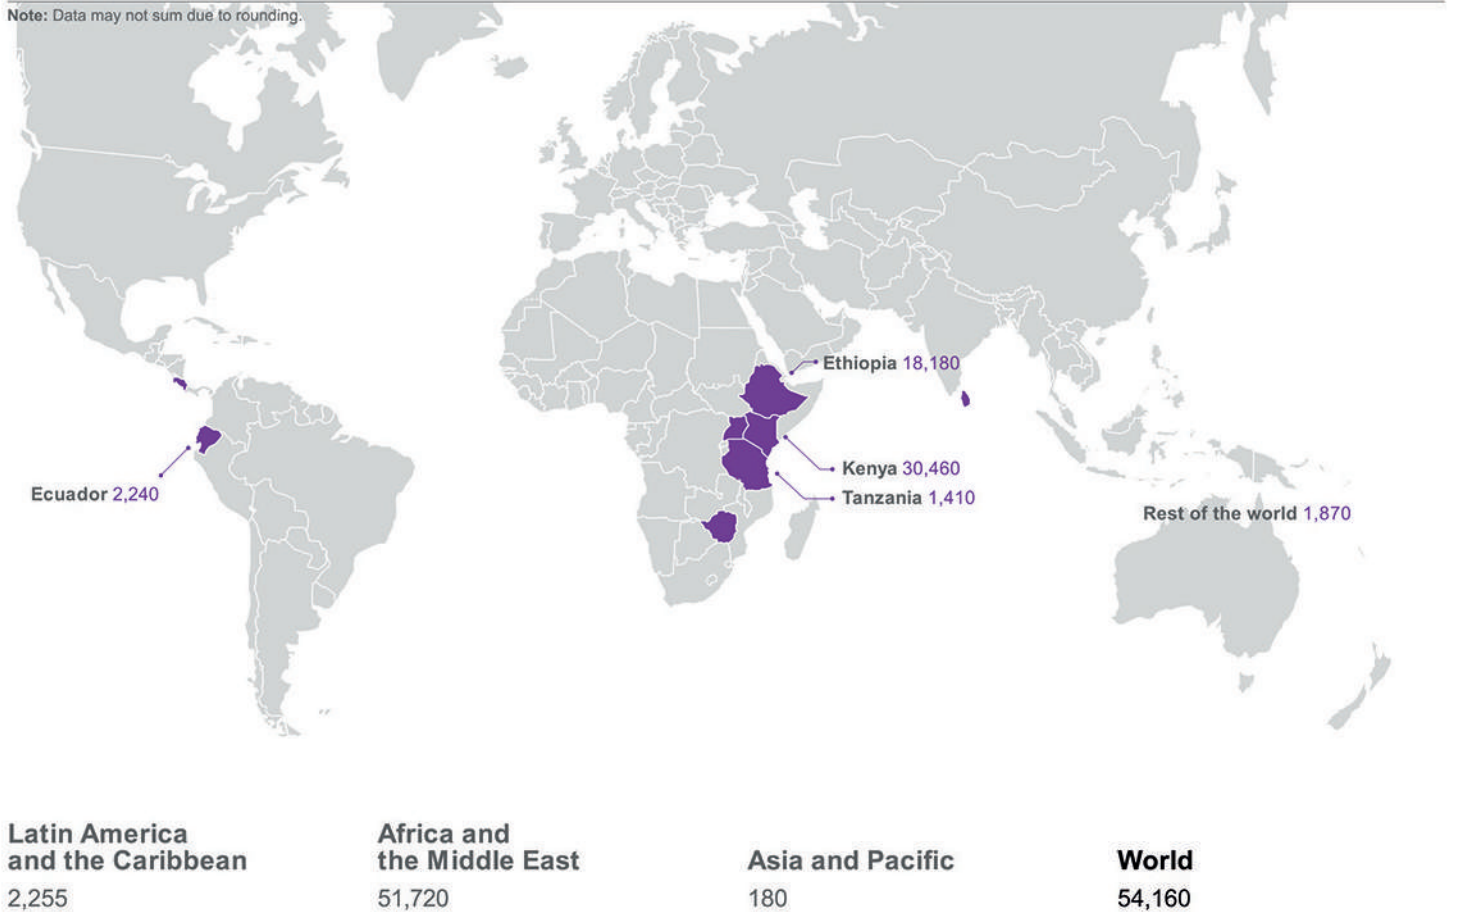 Note: Data may not sum due to rounding.
Ethiopia 18,180
Kenya 30,460
Ecuador 2,240
Tanzania 1,410
Rest of the world 1,870
Latin America
and the Caribbean
2,255
Africa and
the Middle East
51,720
Asia and Pacific
180
World
54,160